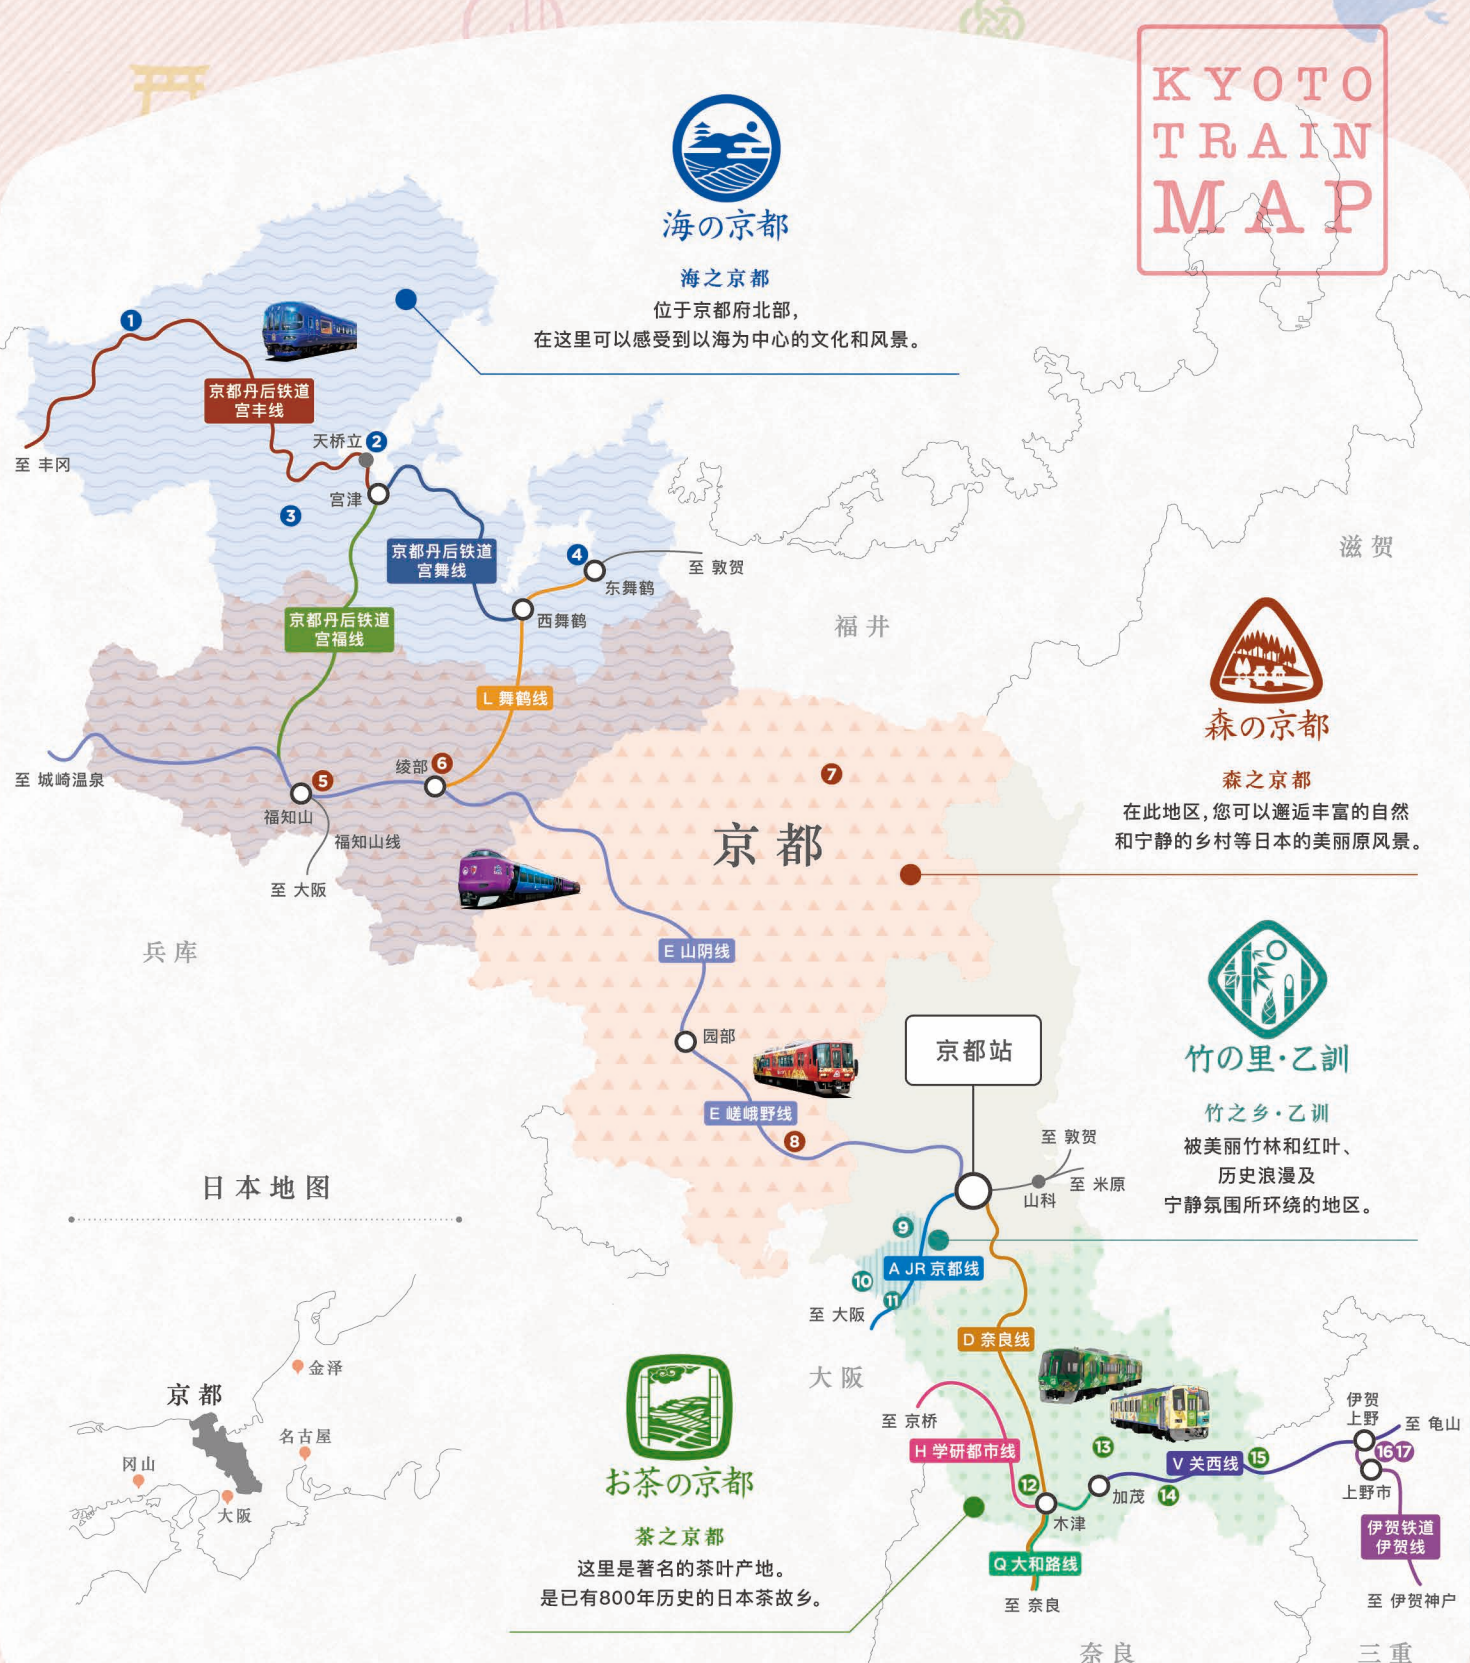 KYOTO
TRAIN
MAP
海の京都
海之京都
位于京都府北部，
在这里可以感受到以海为中心的文化和风景。
1
京都丹后铁道
宫丰线
至 丰冈
天桥立 2
宫津
3
京都丹后铁道
宫舞线
4
至 敦贺
东舞鹤
西舞鹤
京都丹后铁道
宫福线
L 舞鹤线
滋贺
福井
森の京都
森之京都
在此地区，您可以邂逅丰富的自然
和宁静的乡村等日本的美丽原风景。
至 城崎温泉
5
福知山
绫部 6
7
福知山线
至 大阪
京都
兵库
E 山阴线
园部
京都站
竹の里・乙訓
竹之乡・乙训
被美丽竹林和红叶、
历史浪漫及
宁静氛围所环绕的地区。
E 嵯峨野线
8
至 敦贺
至 米原
山科
9
A JR 京都线
10
11
至 大阪
日本地图
D 奈良线
大阪
京都
金泽
名古屋
冈山
大阪
お茶の京都
茶之京都
这里是著名的茶叶产地。
是已有800年历史的日本茶故乡。
至 京桥
H 学研都市线
13
12
木津
加茂
14
V 关西线
15
伊贺
上野
至 龟山
16 17
上野市
伊贺铁道
伊贺线
至 伊贺神户
Q 大和路线
至 奈良
奈良
三重